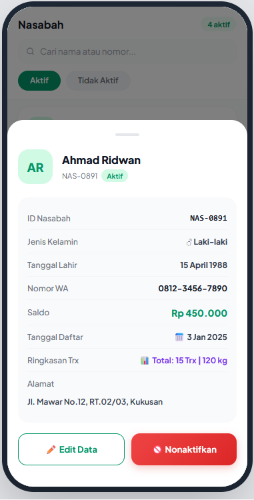 Nasabah
4 aktif
Cari nama atau nomor...
Aktif
Tidak Aktif
AR
Ahmad Ridwan
NAS-0891 Aktif
ID Nasabah NAS-0891
Jenis Kelamin Laki-laki
Tanggal Lahir 15 April 1988
Nomor WA 0812-3456-7890
Saldo Rp 450.000
Tanggal Daftar 3 Jan 2025
Ringkasan Trx Total: 15 Trx | 120 kg
Alamat
Jl. Mawar No.12, RT.02/03, Kukusan
Edit Data
Nonaktifkan